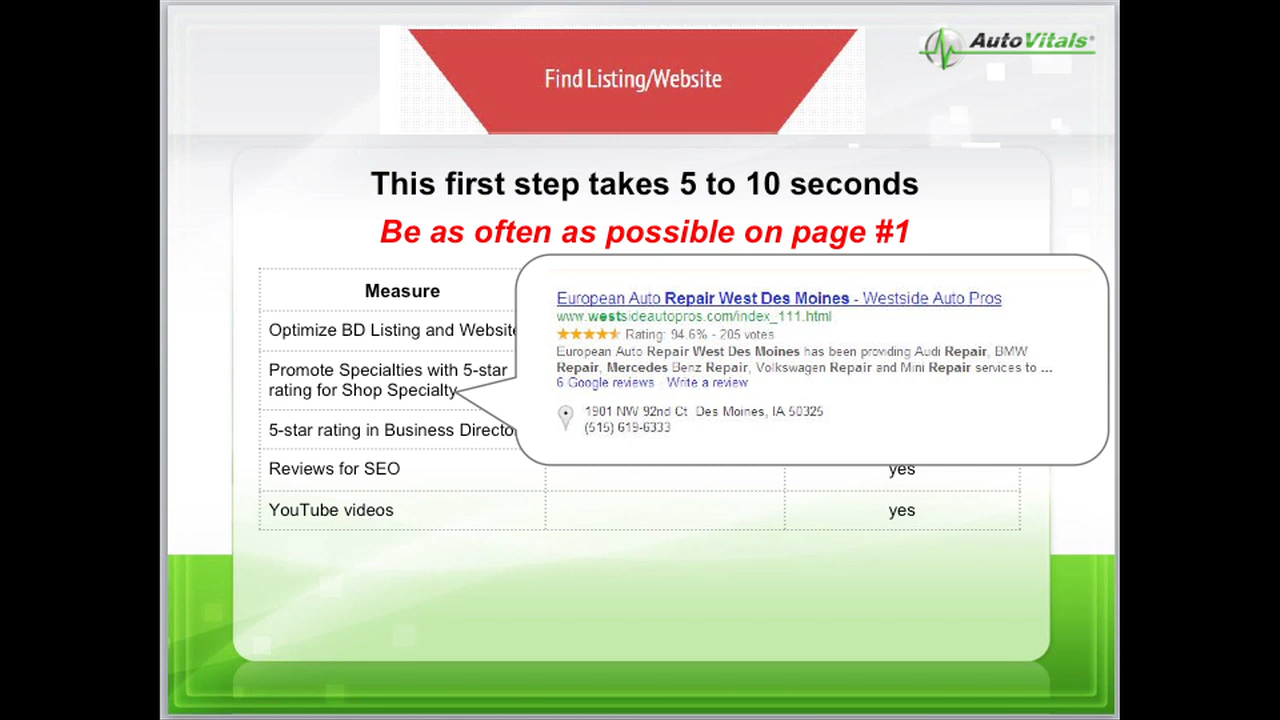 Find Listing/Website
AutoVitals®
This first step takes 5 to 10 seconds
Be as often as possible on page #1
Measure
Optimize BD Listing and Website
Promote Specialties with 5-star
rating for Shop Specialty
5-star rating in Business Directo
Reviews for SEO
yes
YouTube videos
yes
European Auto Repair West Des Moines - Westside Auto Pros
www.westsideautopros.com/index_111.html
Rating: 94.6% - 205 votes
European Auto Repair West Des Moines has been providing Audi Repair, BMW
Repair, Mercedes Benz Repair, Volkswagen Repair and Mini Repair services to ...
6 Google reviews - Write a review
1901 NW 92nd Ct Des Moines, IA 50325
(515) 619-6333